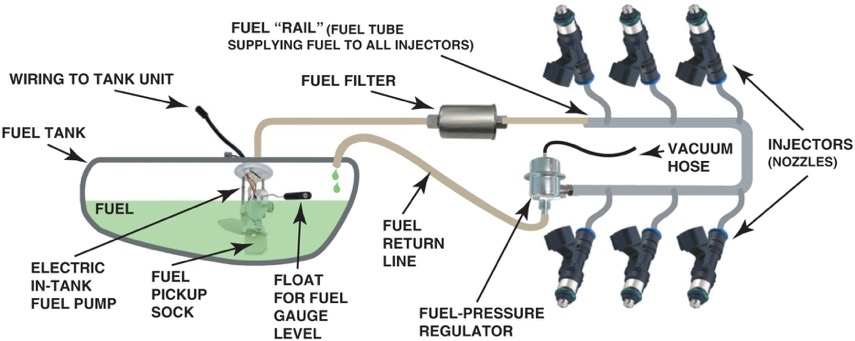 FUEL “RAIL” (FUEL TUBE
SUPPLYING FUEL TO ALL INJECTORS)
WIRING TO TANK UNIT
FUEL FILTER
FUEL TANK
VACUUM
HOSE
INJECTORS
(NOZZLES)
FUEL
FUEL
RETURN
LINE
ELECTRIC
IN-TANK
FUEL PUMP
FUEL
PICKUP
SOCK
FLOAT
FOR FUEL
GAUGE
LEVEL
FUEL-PRESSURE
REGULATOR